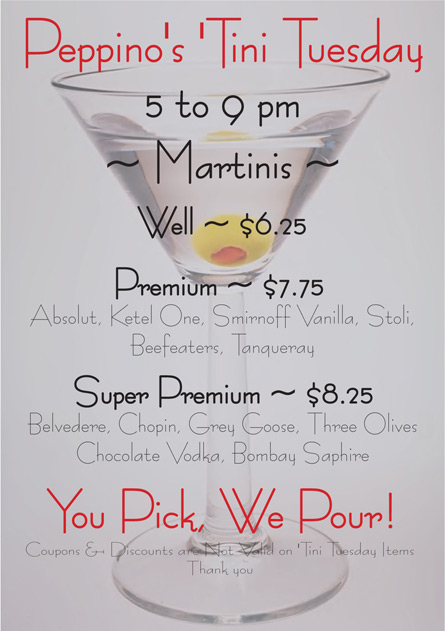 Peppino's 'Tini Tuesday
5 to 9 pm
~ Martinis ~
Well ~ $6.25
Premium ~ $7.75
Absolut, Ketel One, Smirnoff Vanilla, Stoli,
Beefeaters, Tanqueray
Super Premium ~ $8.25
Belvedere, Chopin, Grey Goose, Three Olives
Chocolate Vodka, Bombay Saphire
You Pick, We Pour!
Coupons & Discounts are Not Valid on 'Tini Tuesday Items
Thank you